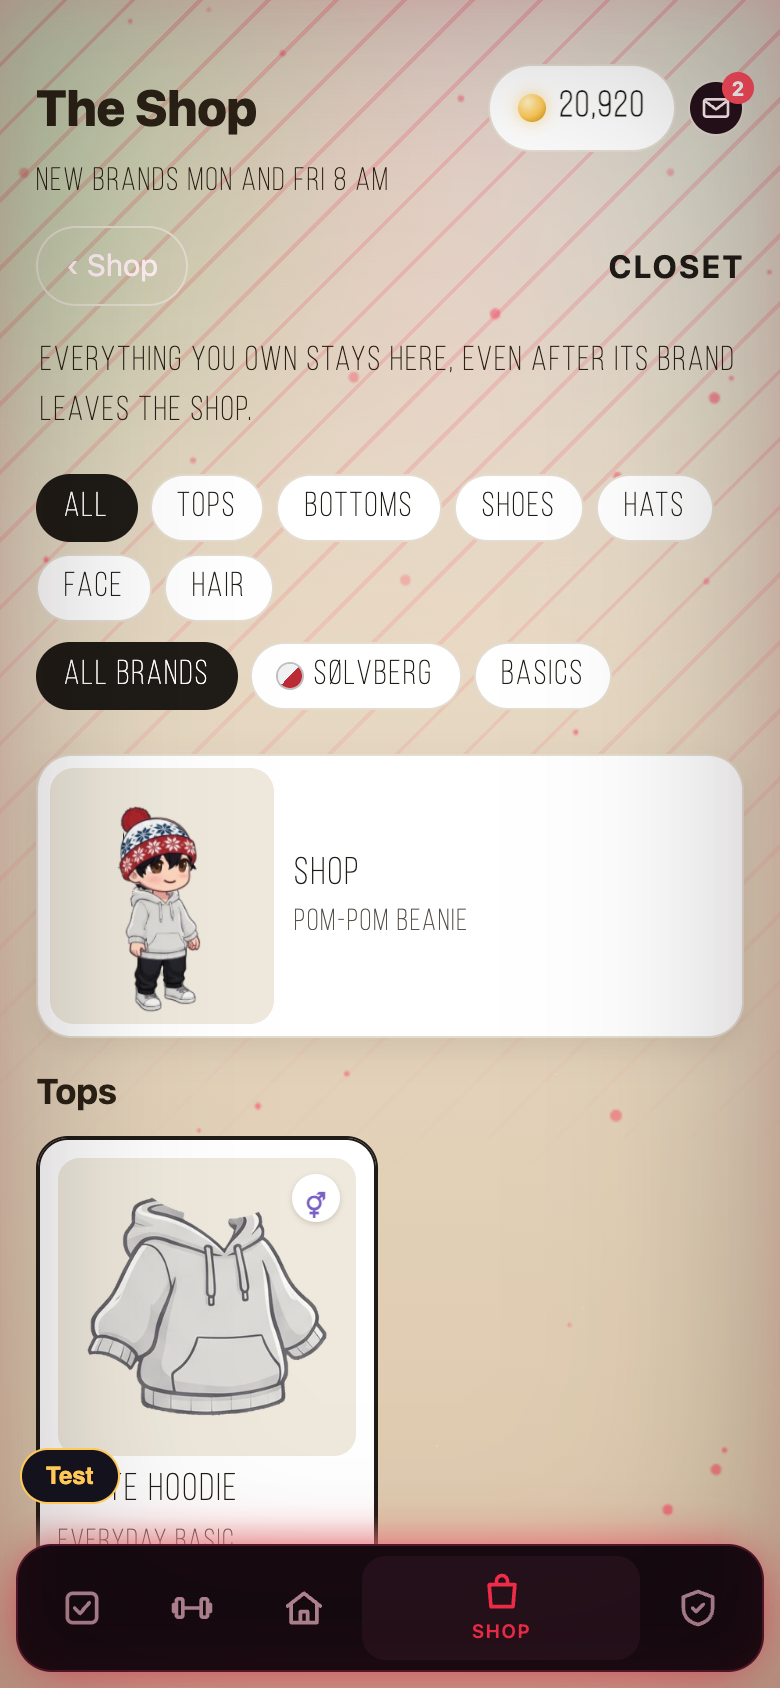 The Shop
20,920
2
NEW BRANDS MON AND FRI 8 AM
‹ Shop
CLOSET
EVERYTHING YOU OWN STAYS HERE, EVEN AFTER ITS BRAND
LEAVES THE SHOP.
ALL
TOPS
BOTTOMS
SHOES
HATS
FACE
HAIR
ALL BRANDS
SØLVBERG
BASICS
SHOP
POM-POM BEANIE
Tops
Test
HOODIE
EVERYDAY BASIC
SHOP